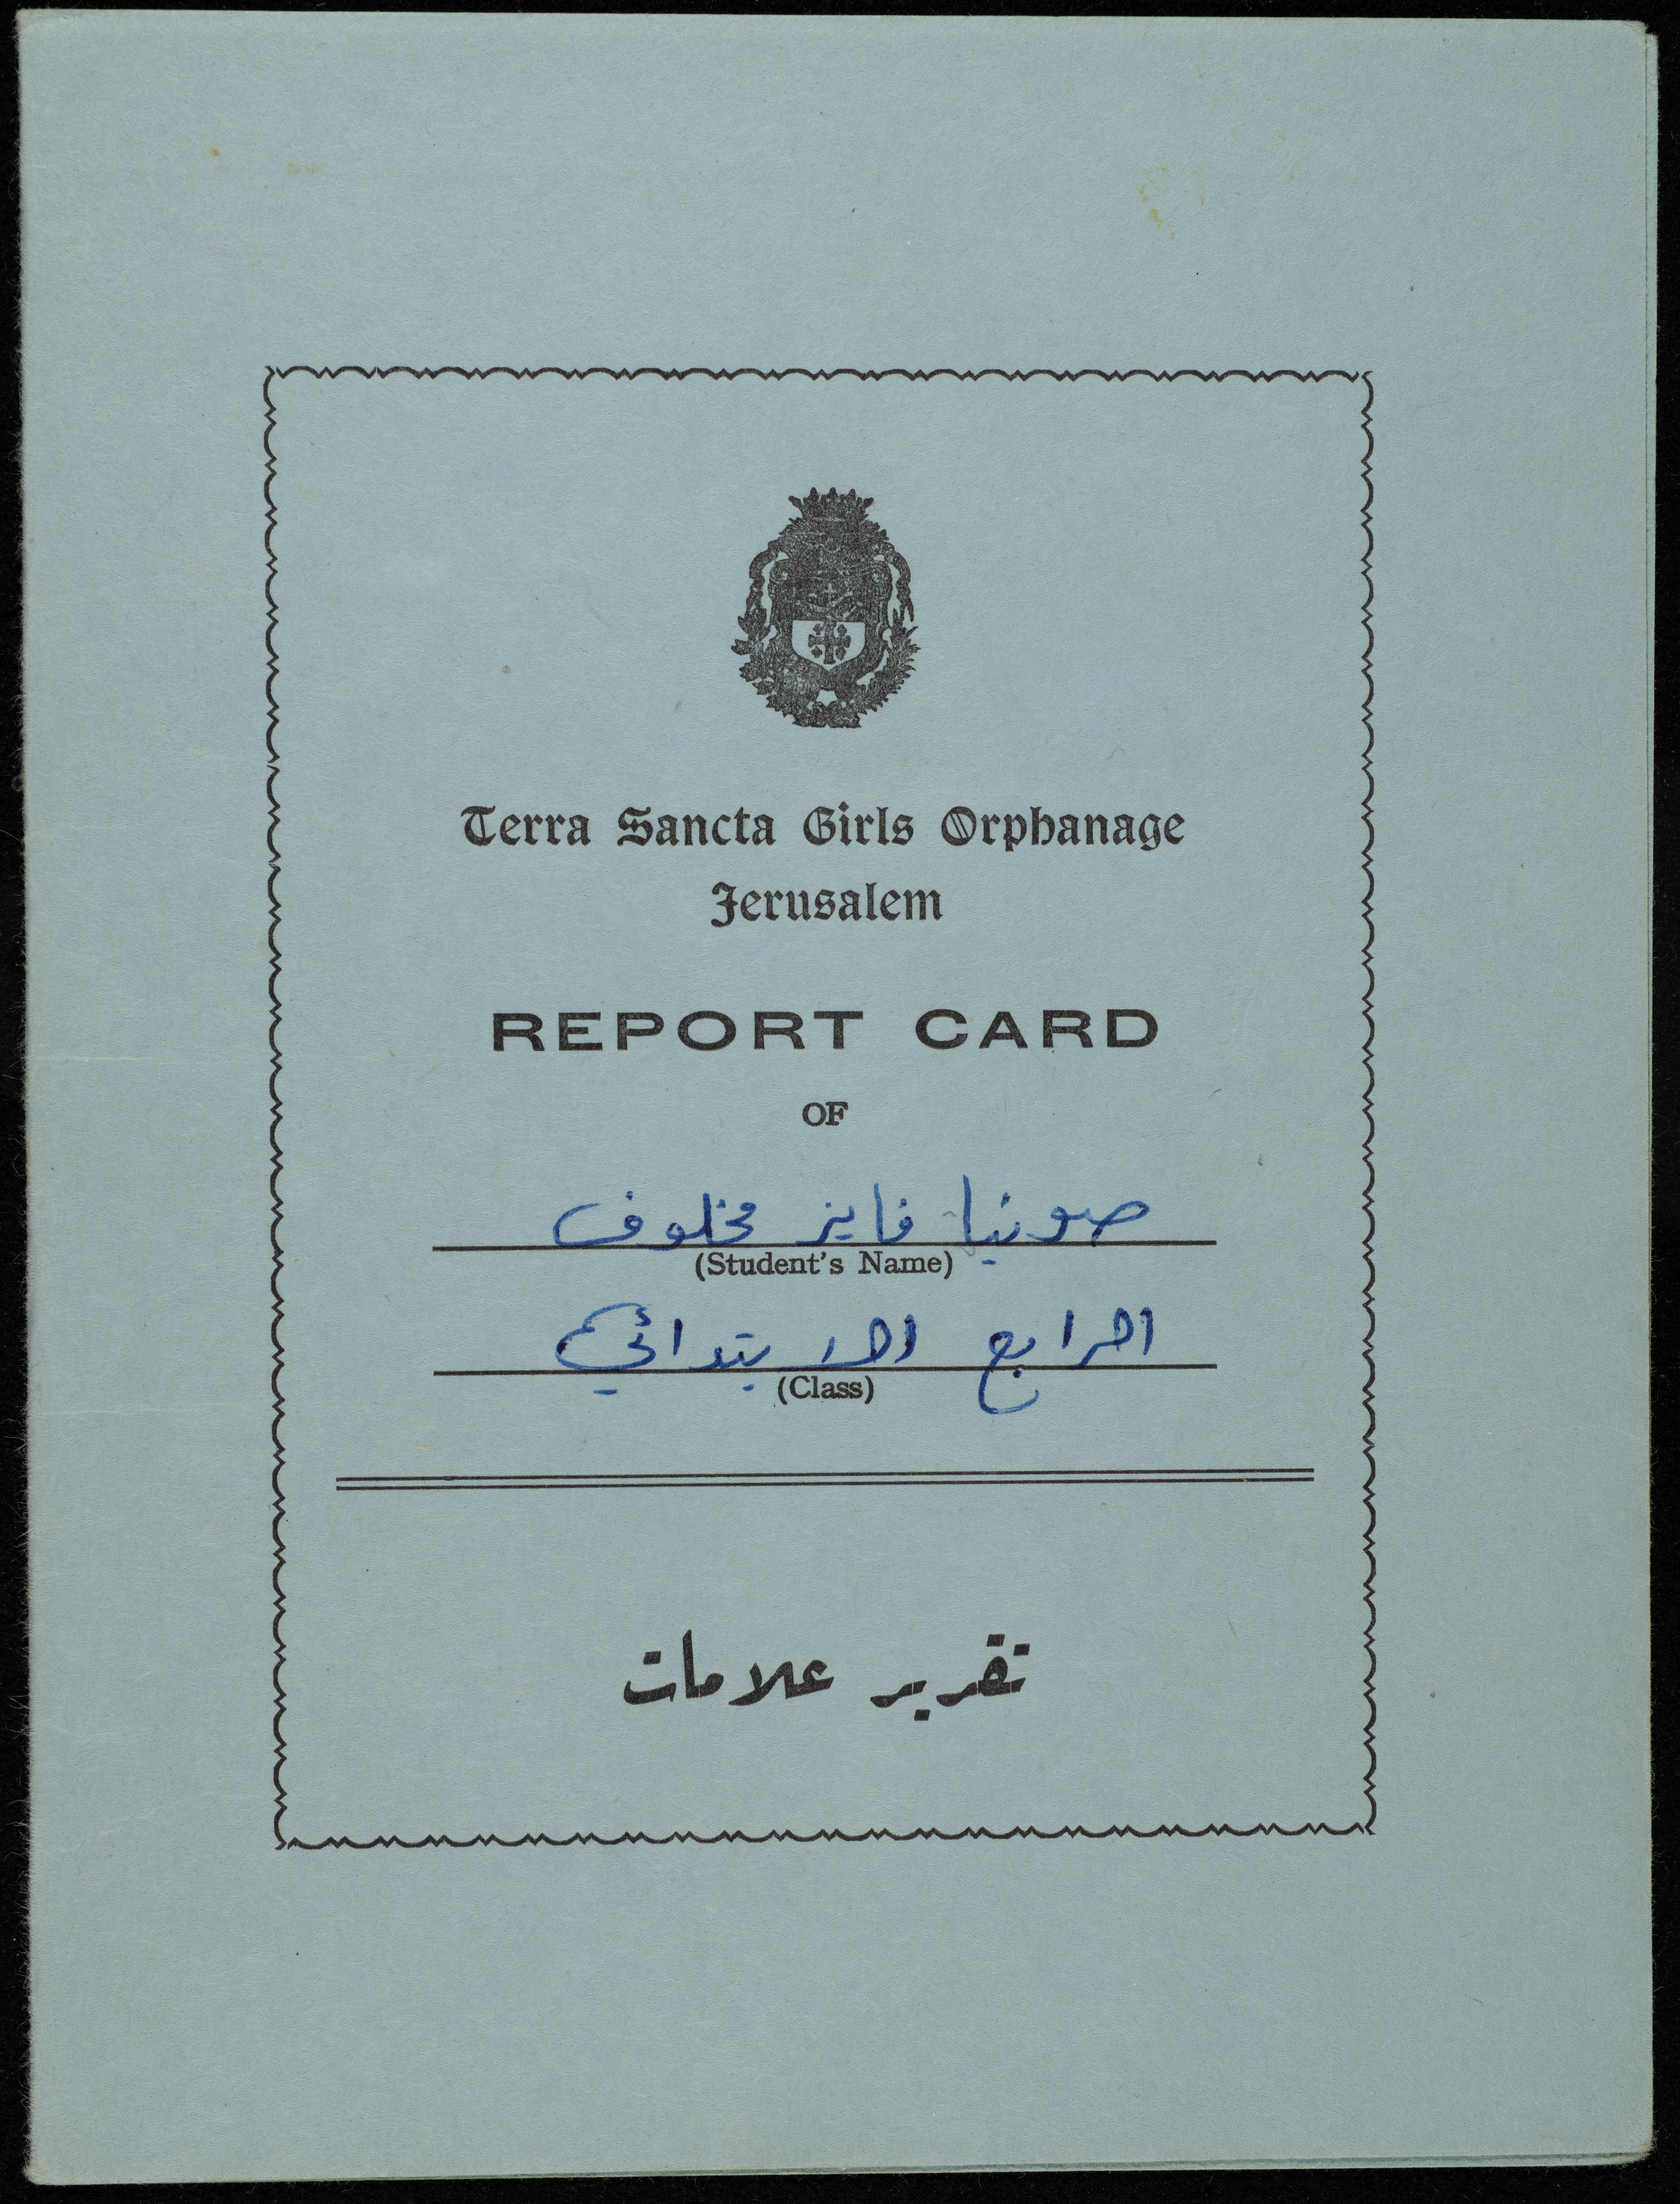 Terra Sancta Girls Orphanage
Jerusalem
REPORT CARD
OF
صونيا فايز مخلوف
(Student's Name)
الرابع الابتدائي
(Class)
تقرير علامات